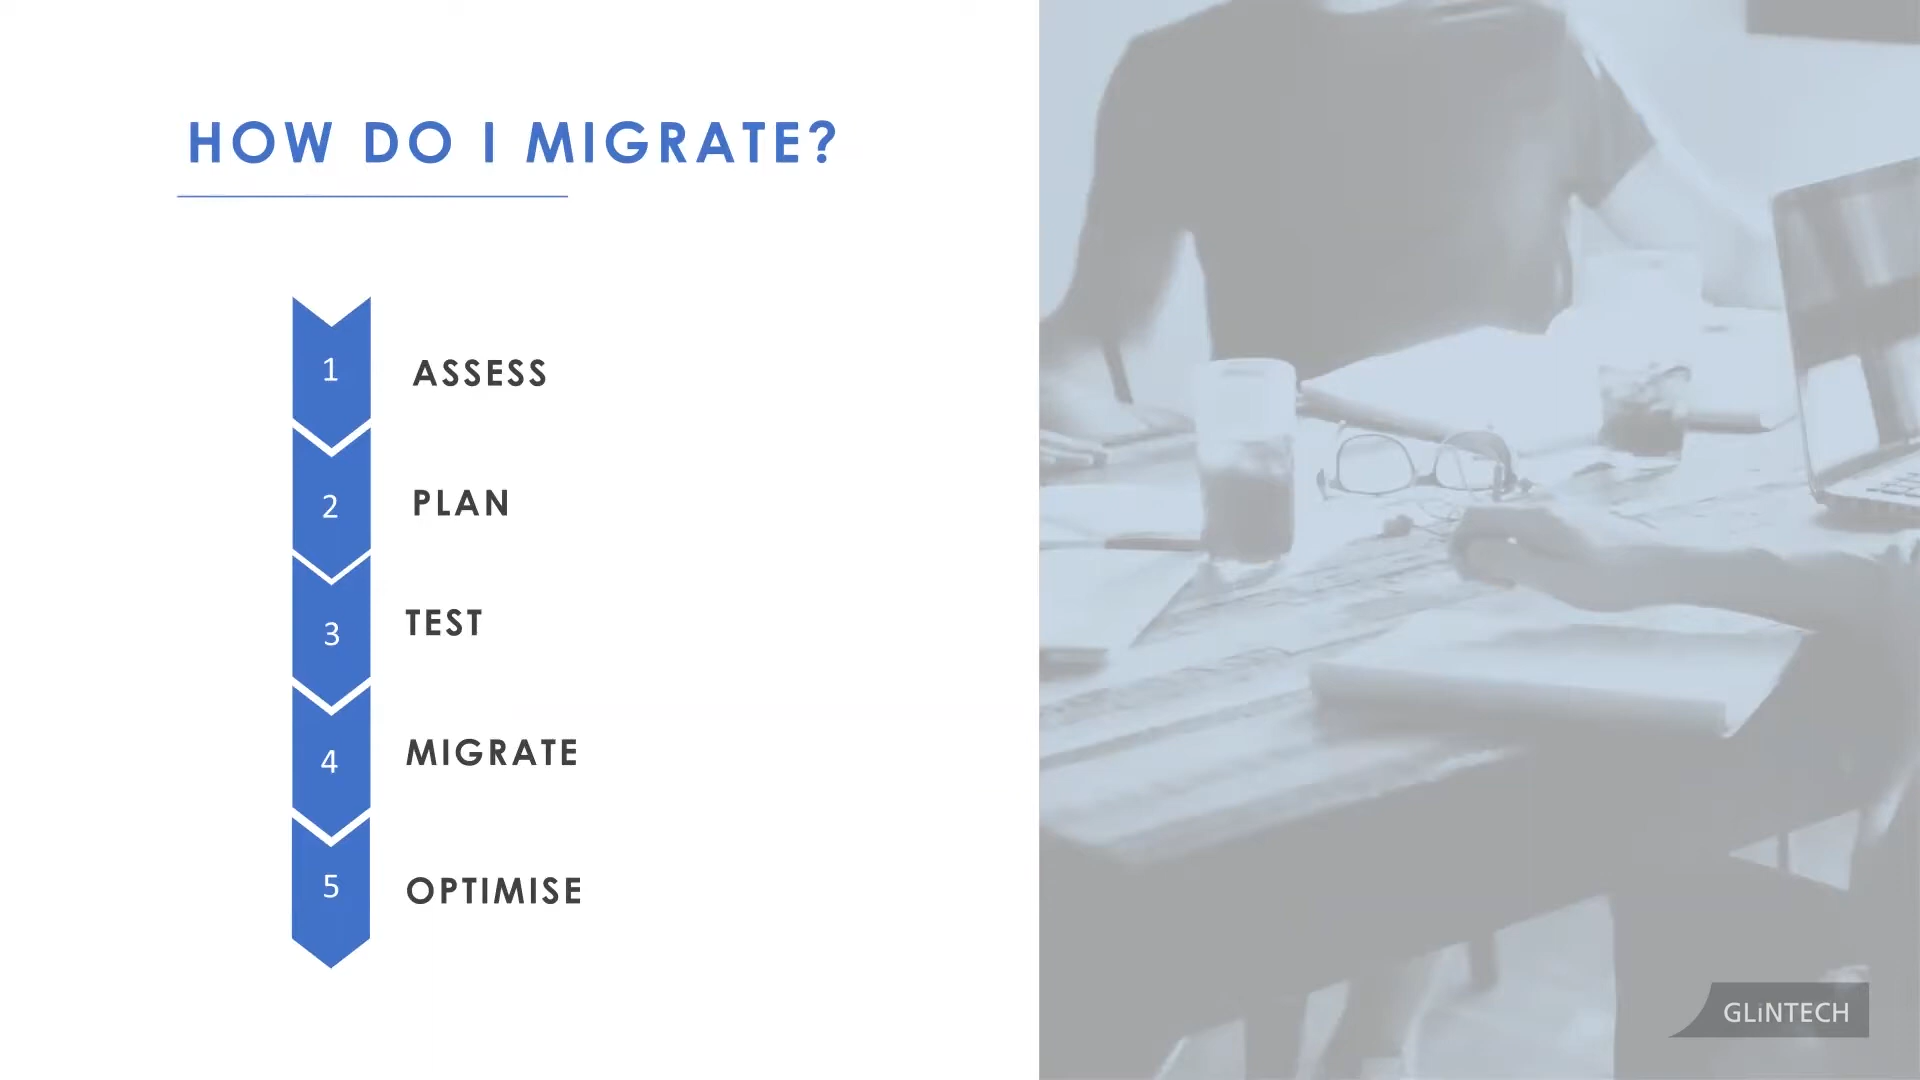 HOW DO I MIGRATE?
1 ASSESS
2 PLAN
3 TEST
4 MIGRATE
5 OPTIMISE
GLiNTECH